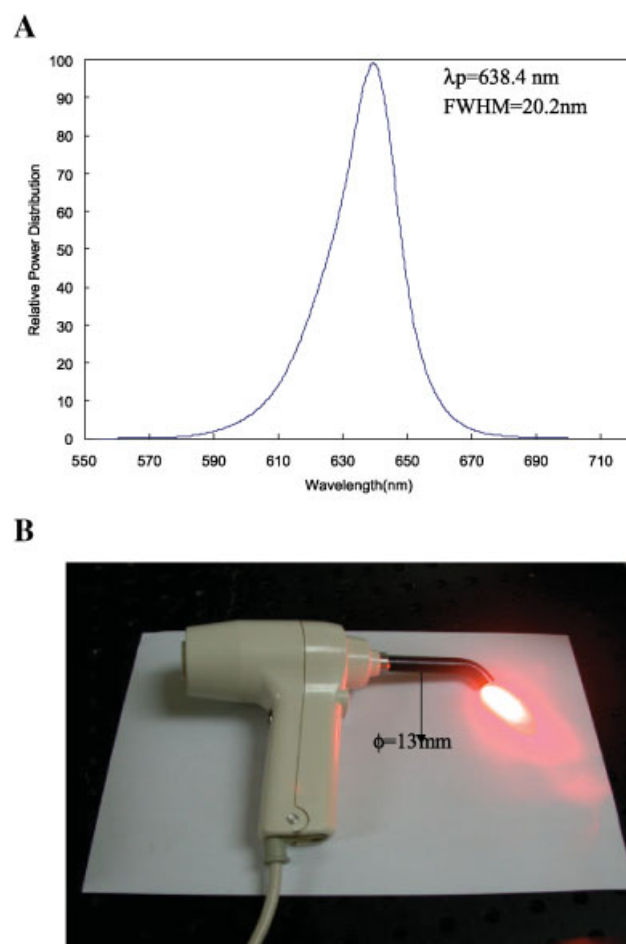 A
λp=638.4 nm
FWHM=20.2nm
100
90
80
70
60
50
40
30
20
10
0
Relative Power Distribution
550 570 590 610 630 650 670 690 710
Wavelength(nm)
B
ϕ=13mm